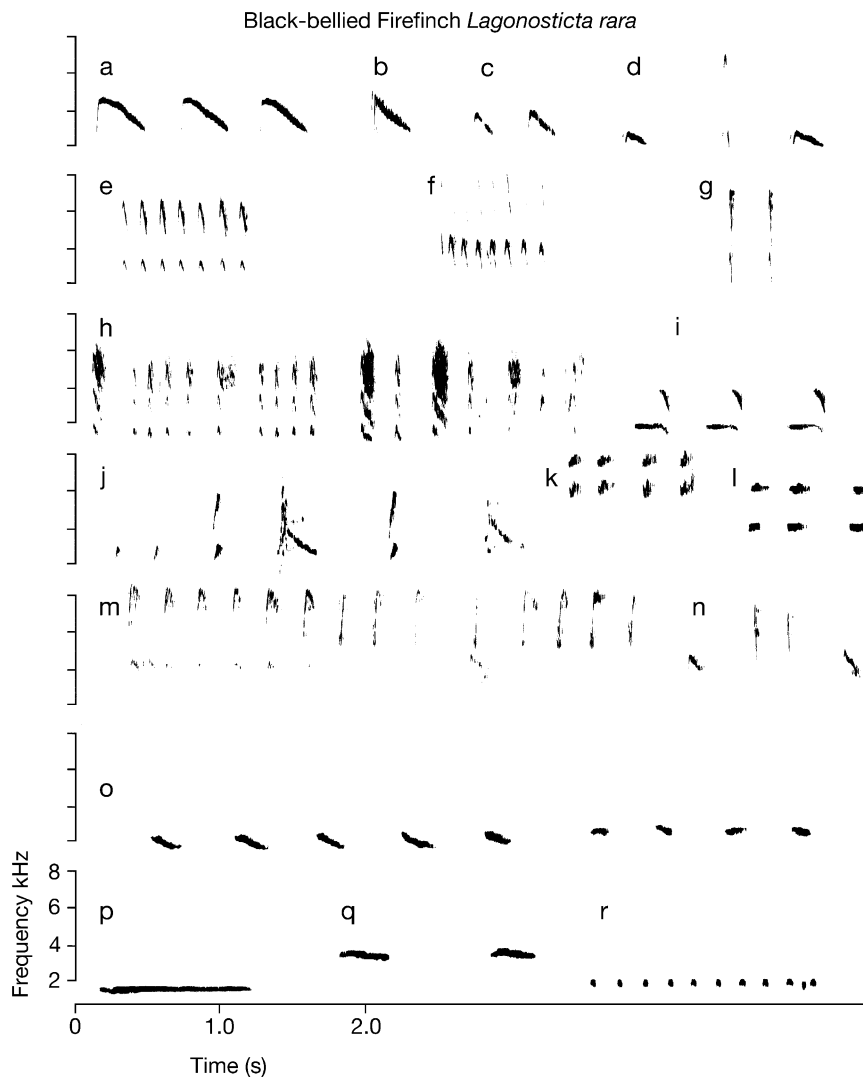 Black-bellied Firefinch Lagonosticta rara
a b c d
e f g
h i
j k l
m n
o
p q r
Frequency kHz
8
6
4
2
0 1.0 2.0
Time (s)